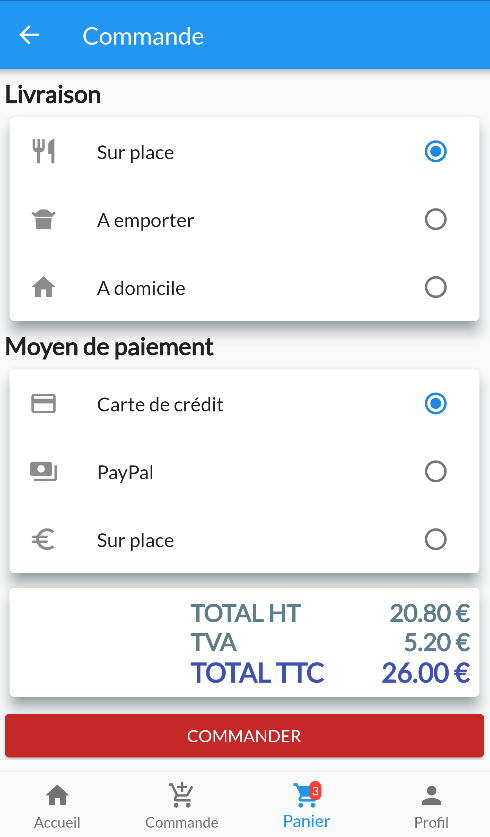 Commande
Livraison
Sur place
A emporter
A domicile
Moyen de paiement
Carte de crédit
PayPal
Sur place
TOTAL HT 20.80 €
TVA 5.20 €
TOTAL TTC 26.00 €
COMMANDER
3
Accueil Commande Panier Profil